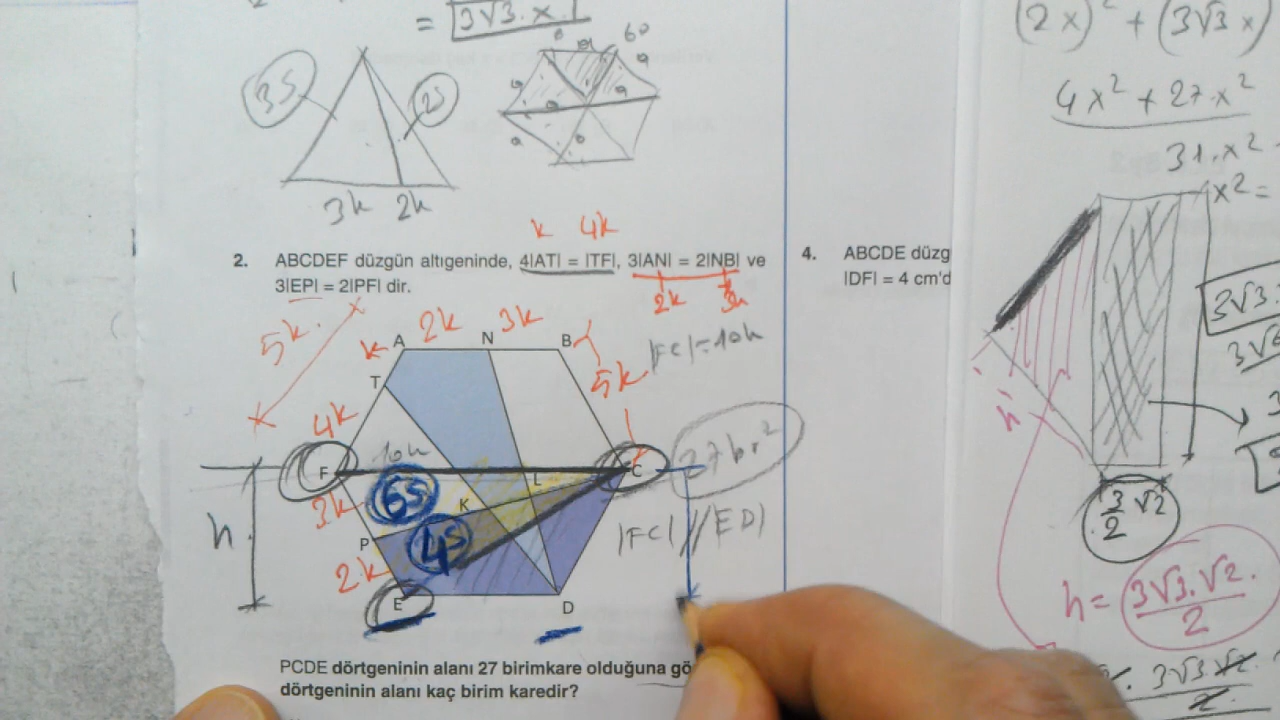 = 3√3.x
3S
2S
3k 2k
60
a
k 4k
2. ABCDEF düzgün altıgeninde, 4|AT| = |TF|, 3|AN| = 2|NB| ve
3|EP| = 2|PF| dir.
2k 3k
5k
2k 3k
k
A N B
|FC|=10k
T
5k
4k
10k
F L C
27br²
6S
3k
K
h
P
4S
|FC|//|ED|
2k
E D
PCDE dörtgeninin alanı 27 birimkare olduğuna gö
dörtgeninin alanı kaç birim karedir?
4. ABCDE düzg
|DF| = 4 cm'd
(2x)² + (3√3x)
4x² + 27x²
31.x²
x² =
3√3.
h
3/2 √2
h = 3√3.√2. / 2
. 3√3 √2. / 2